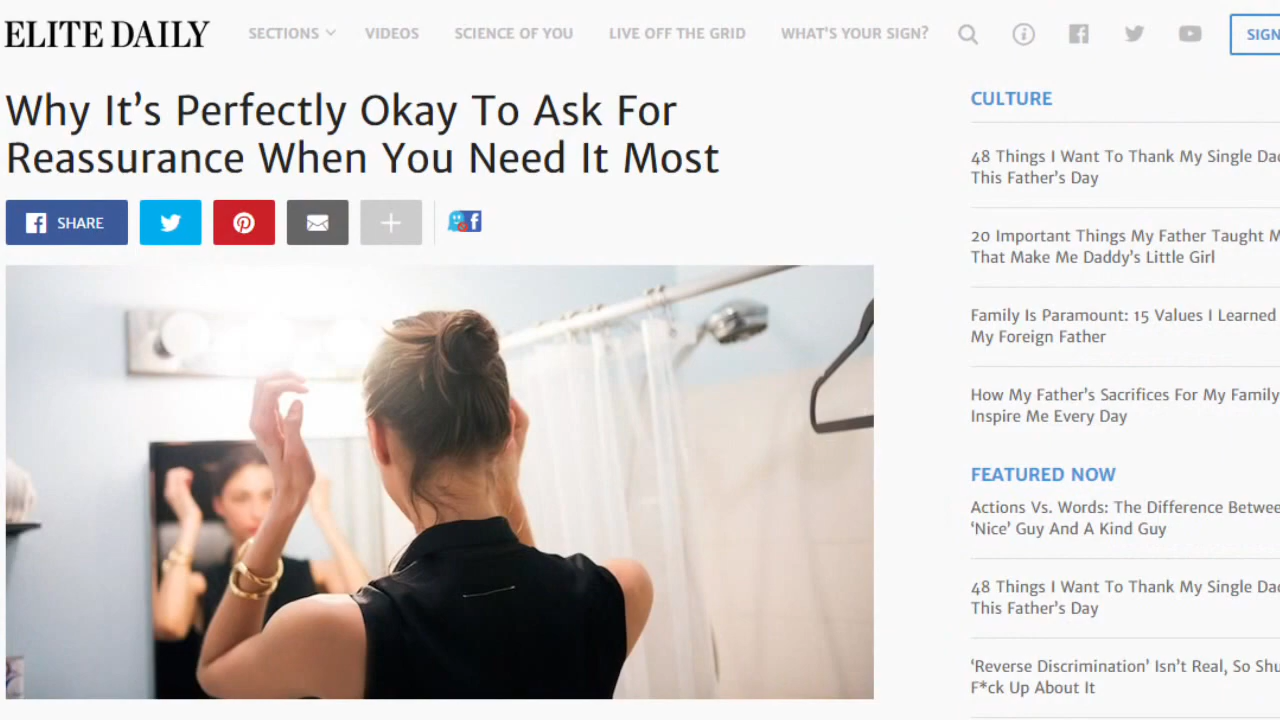 ELITE DAILY
SECTIONS
VIDEOS
SCIENCE OF YOU
LIVE OFF THE GRID
WHAT'S YOUR SIGN?
SIGN
Why It’s Perfectly Okay To Ask For
Reassurance When You Need It Most
SHARE
CULTURE
48 Things I Want To Thank My Single
This Father’s Day
20 Important Things My Father Taught
That Make Me Daddy’s Little Girl
Family Is Paramount: 15 Values I Learned
My Foreign Father
How My Father’s Sacrifices For My Family
Inspire Me Every Day
FEATURED NOW
Actions Vs. Words: The Difference
‘Nice’ Guy And A Kind Guy
48 Things I Want To Thank My Single
This Father’s Day
‘Reverse Discrimination’ Isn’t Real, So
F*ck Up About It